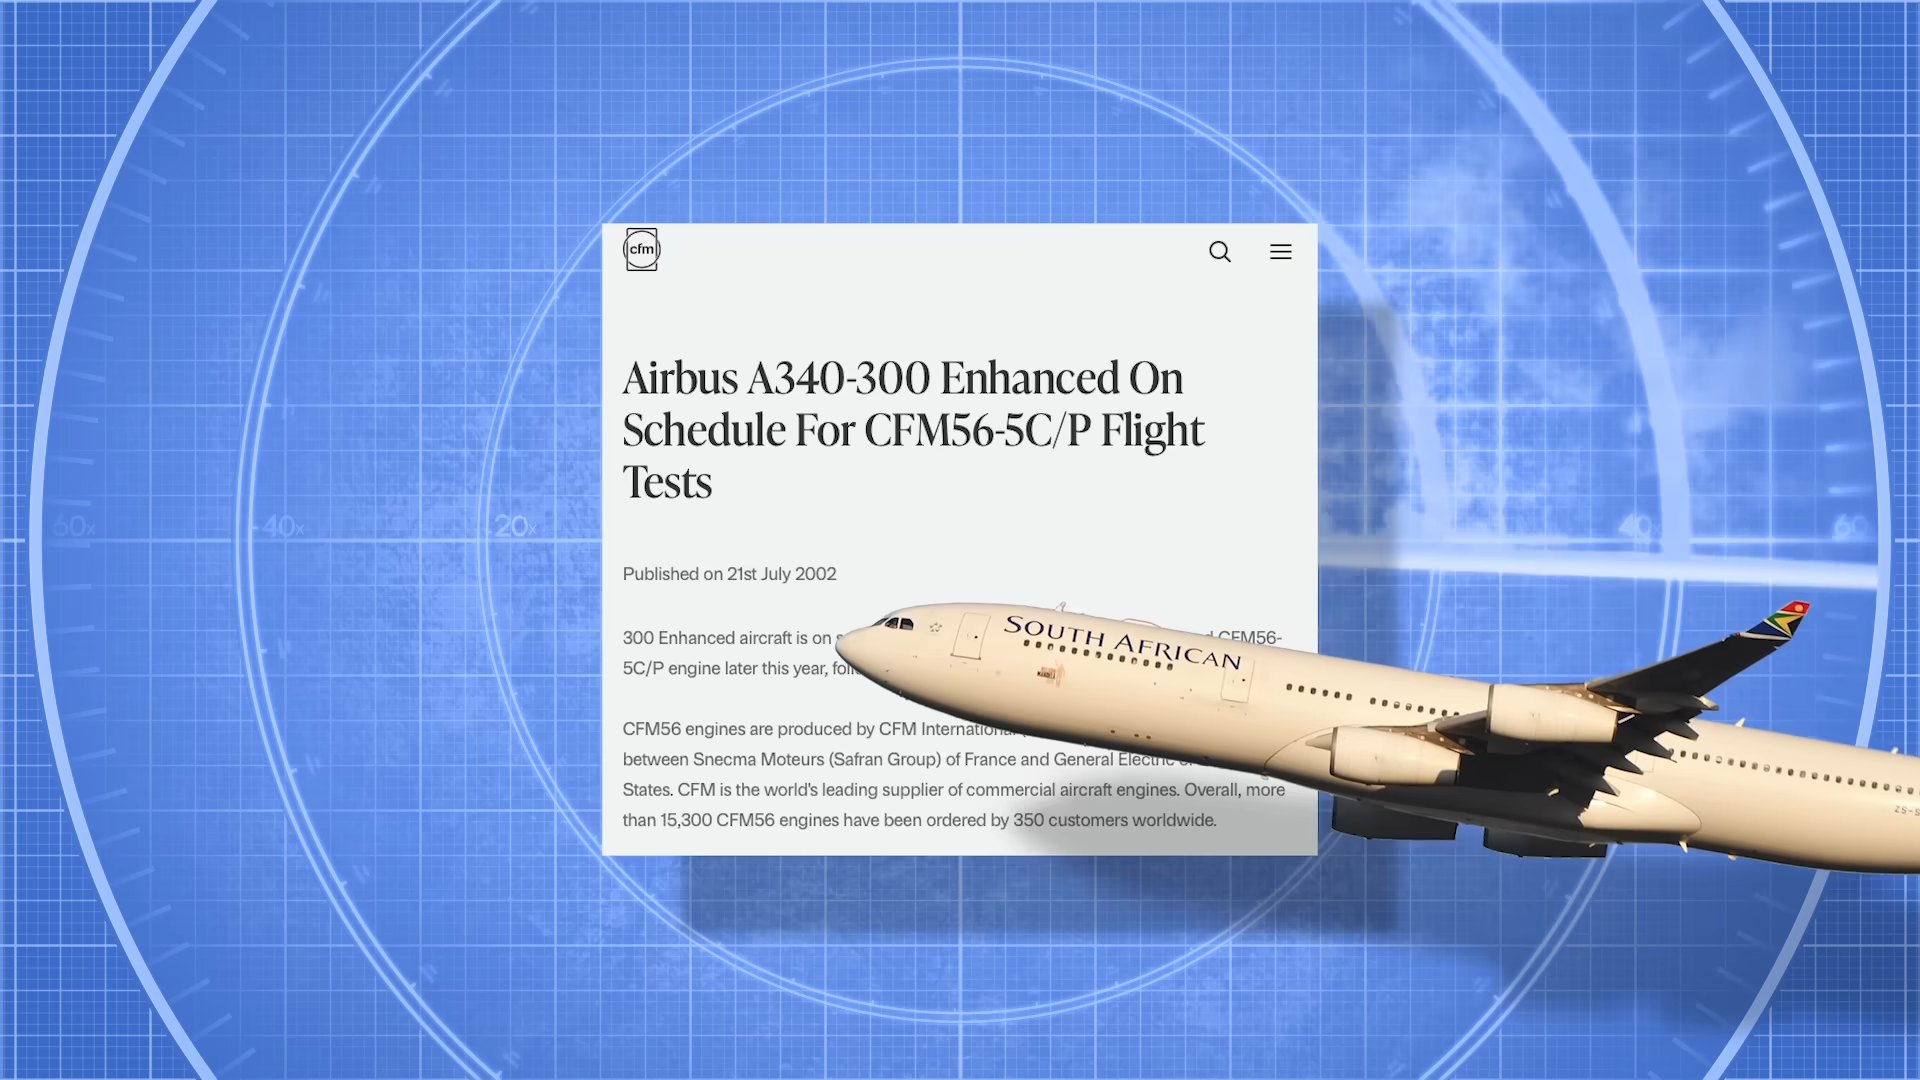 cfm
Airbus A340-300 Enhanced On
Schedule For CFM56-5C/P Flight
Tests
60x
40x
20x
40x
60
Published on 21st July 2002
300 Enhanced aircraft is on CFM56-
5C/P engine later this year,
SOUTH AFRICAN
CFM56 engines are produced by CFM International
between Snecma Moteurs (Safran Group) of France and General Electric
States. CFM is the world's leading supplier of commercial aircraft engines. Overall, more
than 15,300 CFM56 engines have been ordered by 350 customers worldwide.